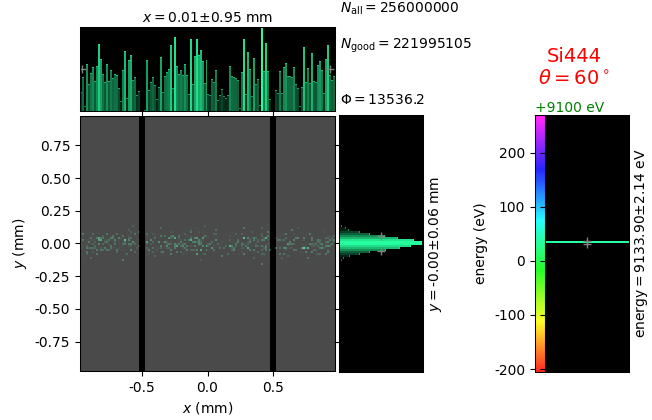 x = 0.01±0.95 mm
N_all = 256000000
N_good = 221995105
Φ = 13536.2
Si444
θ = 60°
+9100 eV
0.75
0.50
0.25
0.00
-0.25
-0.50
-0.75
y (mm)
-0.5
0.0
0.5
x (mm)
y = -0.00±0.06 mm
200
100
0
-100
-200
energy (eV)
energy = 9133.90±2.14 eV